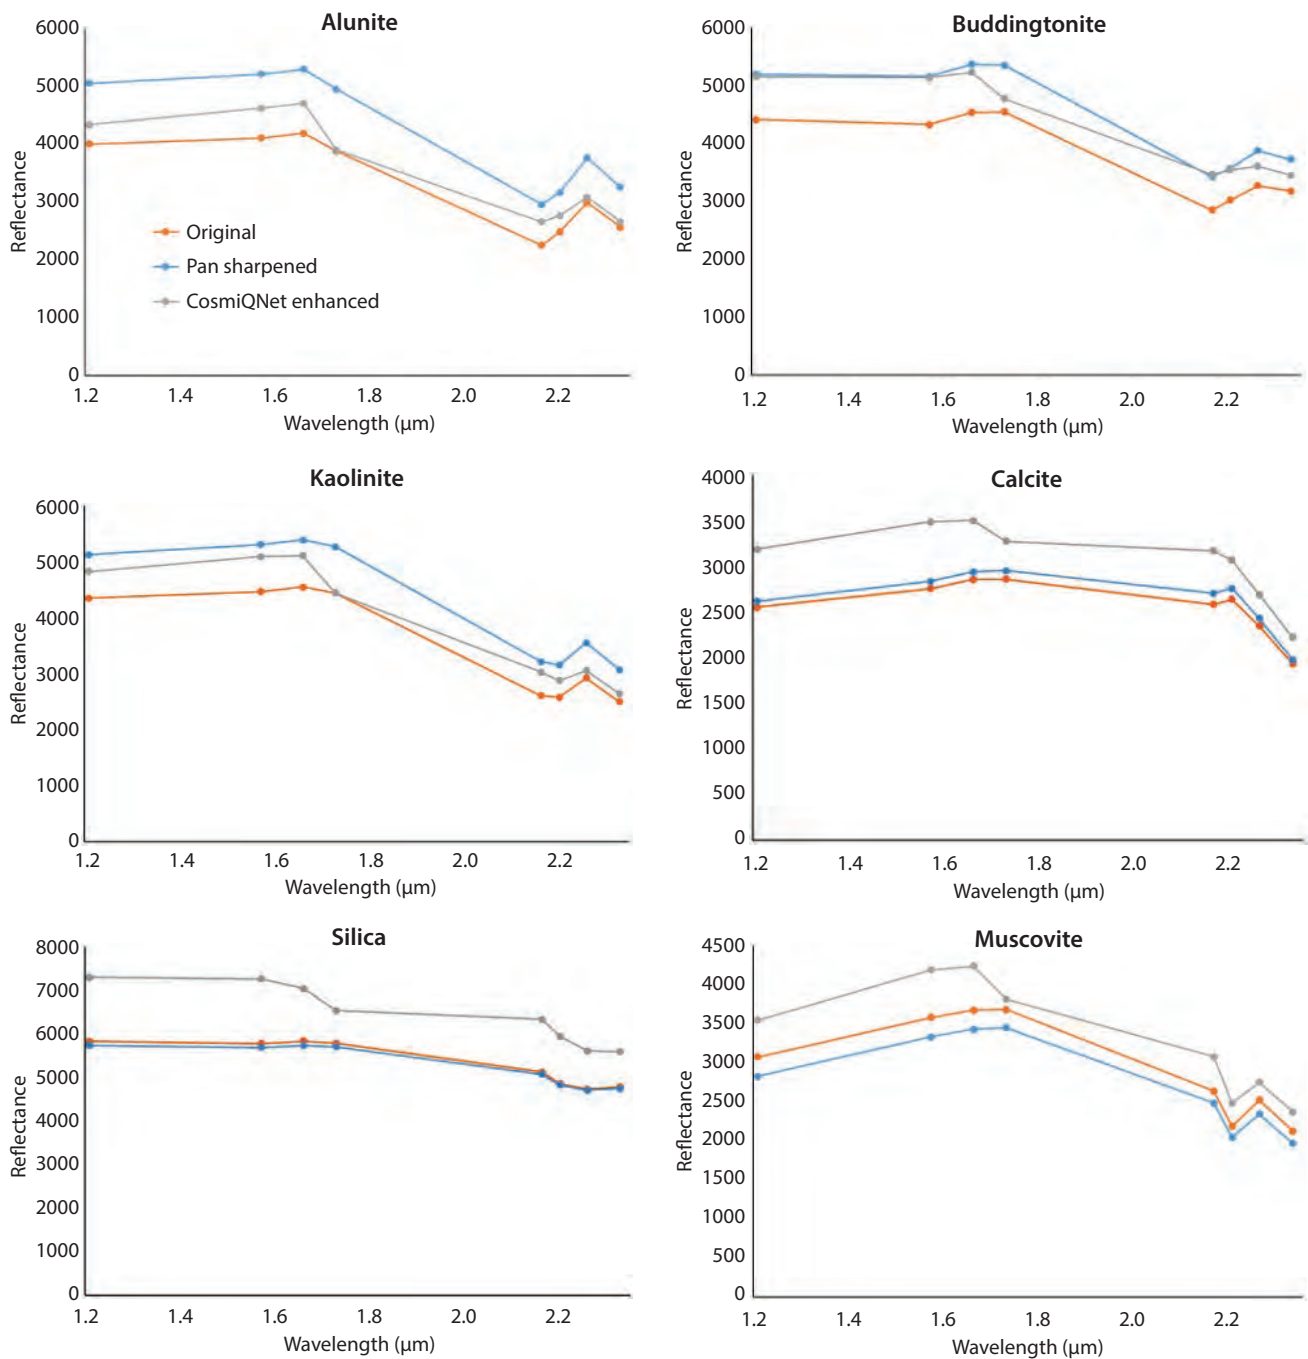 Alunite
6000
5000
4000
3000
2000
1000
0
Reflectance
Original
Pan sharpened
CosmiQNet enhanced
1.2 1.4 1.6 1.8 2.0 2.2
Wavelength (μm)
Buddingtonite
6000
5000
4000
3000
2000
1000
0
Reflectance
1.2 1.4 1.6 1.8 2.0 2.2
Wavelength (μm)
Kaolinite
6000
5000
4000
3000
2000
1000
0
Reflectance
1.2 1.4 1.6 1.8 2.0 2.2
Wavelength (μm)
Calcite
4000
3500
3000
2500
2000
1500
1000
500
0
Reflectance
1.2 1.4 1.6 1.8 2.0 2.2
Wavelength (μm)
Silica
8000
7000
6000
5000
4000
3000
2000
1000
0
Reflectance
1.2 1.4 1.6 1.8 2.0 2.2
Wavelength (μm)
Muscovite
4500
4000
3500
3000
2500
2000
1500
1000
500
0
Reflectance
1.2 1.4 1.6 1.8 2.0 2.2
Wavelength (μm)